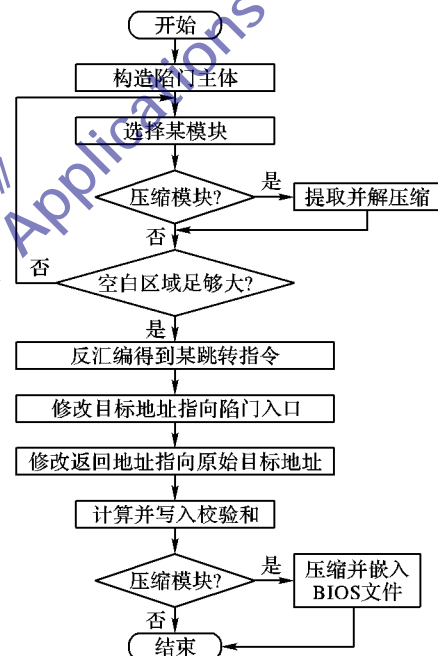 开始
构造陷门主体
选择某模块
压缩模块?
是
提取并解压缩
否
否
空白区域足够大?
是
反汇编得到某跳转指令
修改目标地址指向陷门入口
修改返回地址指向原始目标地址
计算并写入校验和
压缩模块?
是
压缩并嵌入
BIOS文件
否
结束
Applications